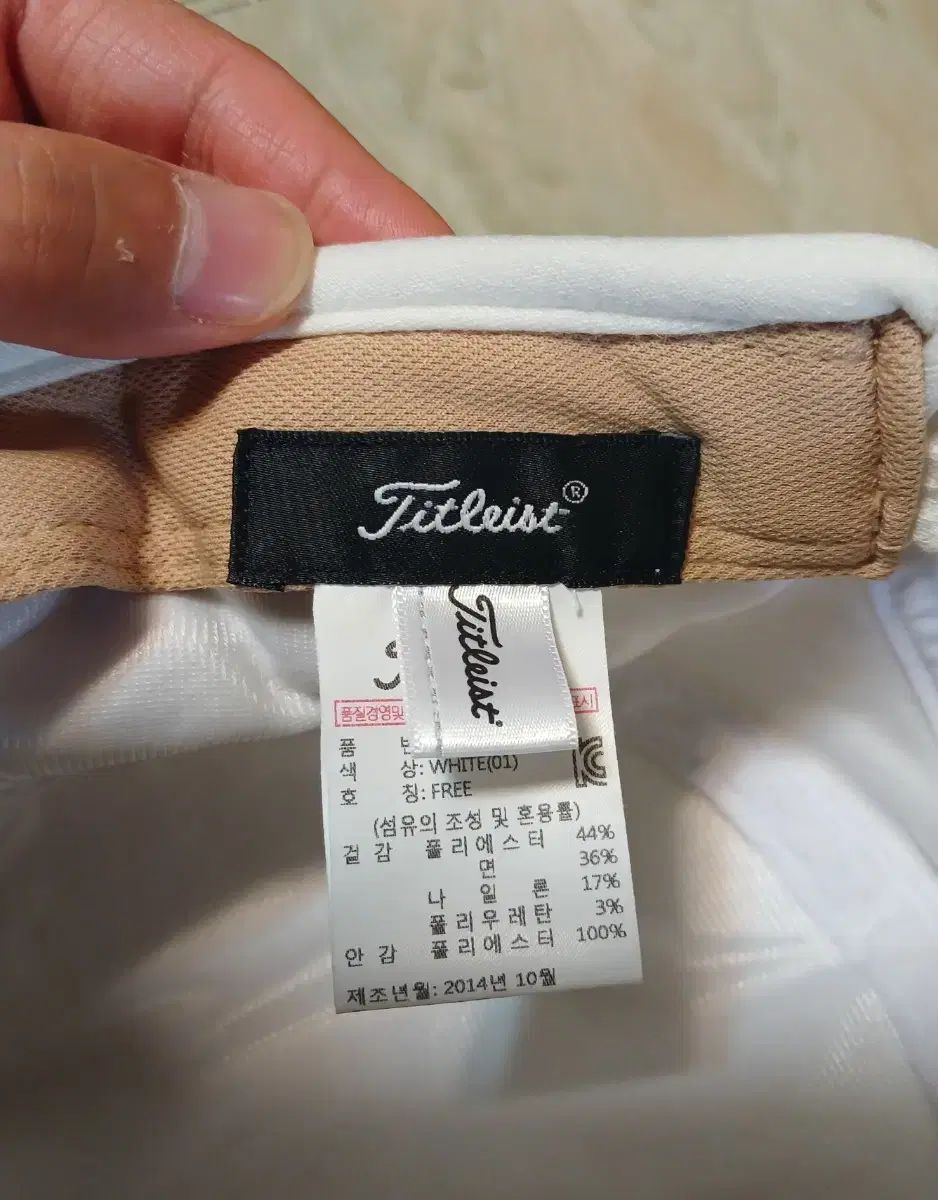 Titleist®
Titleist®
품질경영및 표시
품
색 상: WHITE(01)
호 칭: FREE
(섬유의 조성 및 혼용률)
겉 감 폴 리 에 스 터 44%
면 36%
나 일 론 17%
폴 리 우 레 탄 3%
안 감 폴 리 에 스 터 100%
제조년월: 2014년 10월